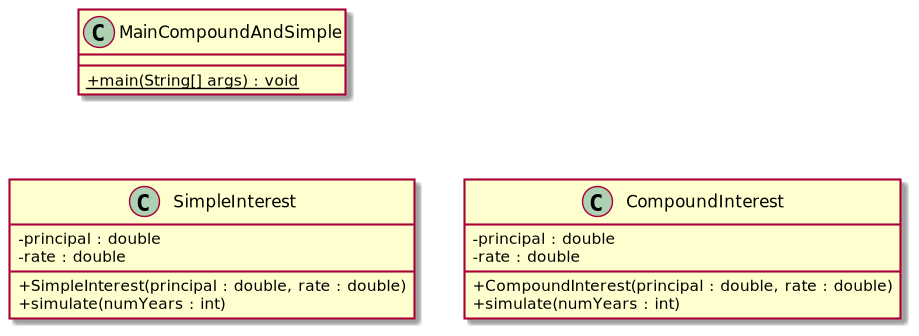 C MainCompoundAndSimple
+main(String[] args) : void
C SimpleInterest
-principal : double
-rate : double
+SimpleInterest(principal : double, rate : double)
+simulate(numYears : int)
C CompoundInterest
-principal : double
-rate : double
+CompoundInterest(principal : double, rate : double)
+simulate(numYears : int)